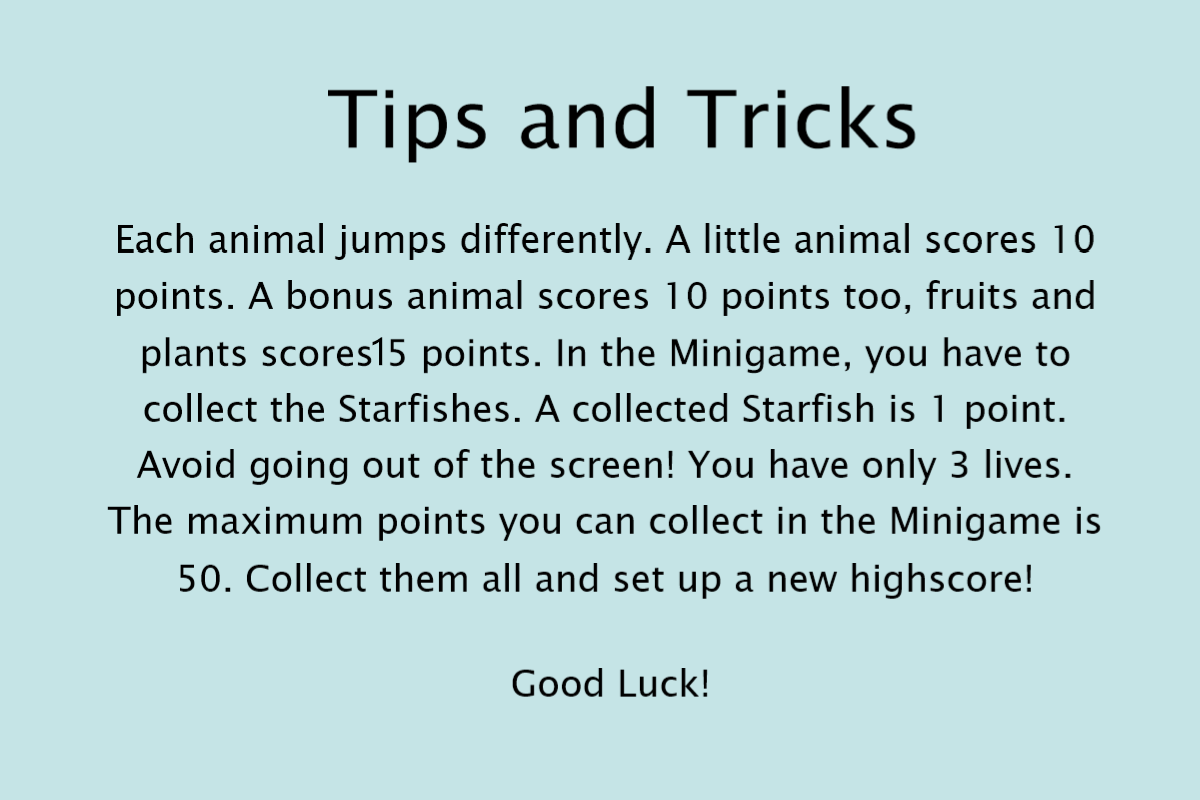 Tips and Tricks
Each animal jumps differently. A little animal scores 10
points. A bonus animal scores 10 points too, fruits and
plants scores15 points. In the Minigame, you have to
collect the Starfishes. A collected Starfish is 1 point.
Avoid going out of the screen! You have only 3 lives.
The maximum points you can collect in the Minigame is
50. Collect them all and set up a new highscore!
Good Luck!